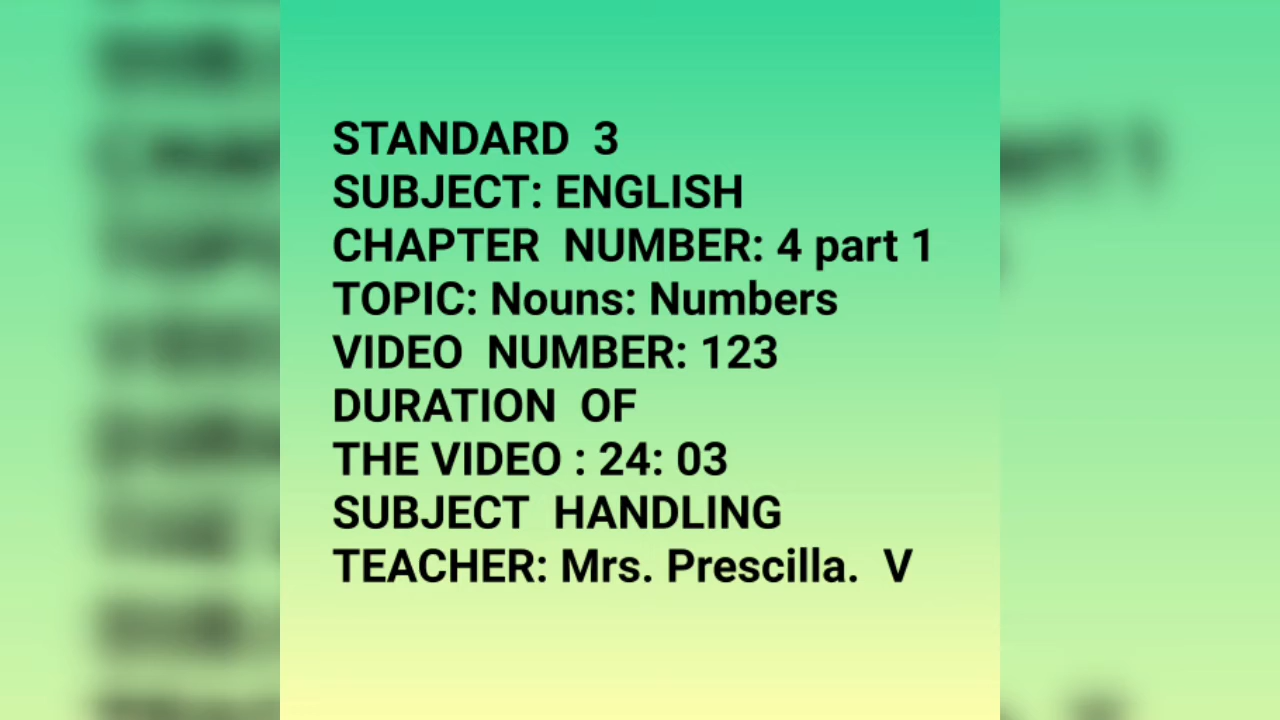 STANDARD 3
SUBJECT: ENGLISH
CHAPTER NUMBER: 4 part 1
TOPIC: Nouns: Numbers
VIDEO NUMBER: 123
DURATION OF
THE VIDEO : 24: 03
SUBJECT HANDLING
TEACHER: Mrs. Prescilla. V